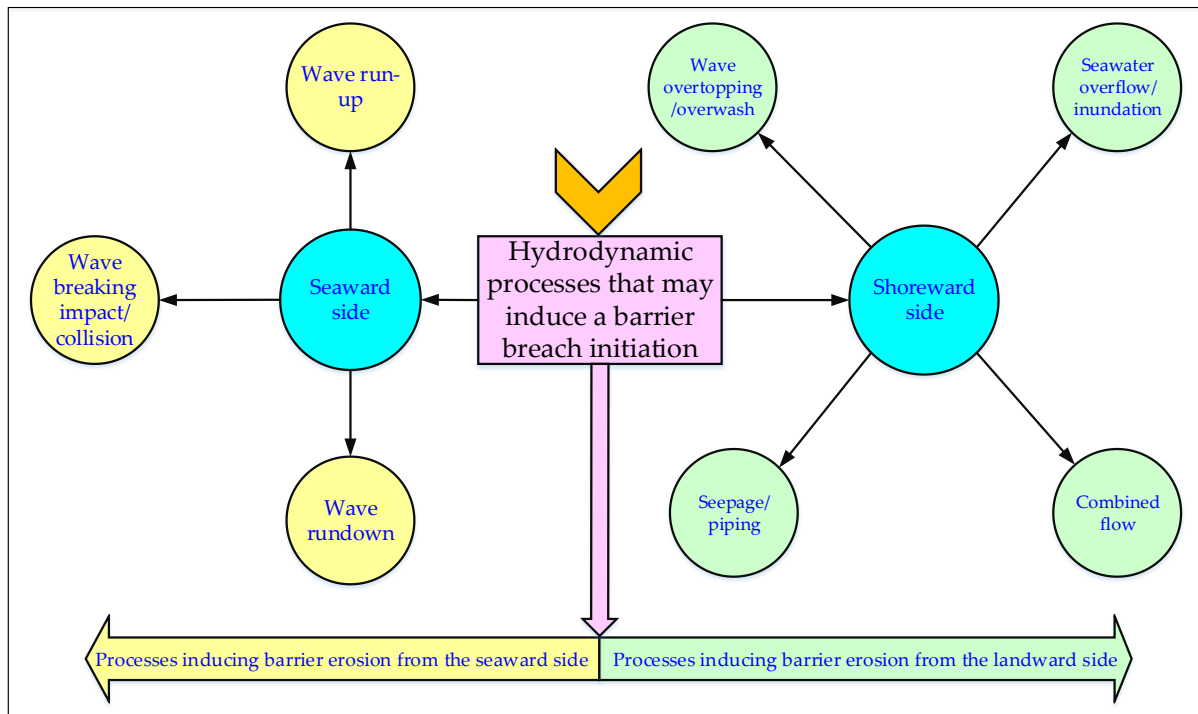 Wave run-
up
Wave
overtopping
/overwash
Seawater
overflow/
inundation
Wave
breaking
impact/
collision
Seaward
side
Hydrodynamic
processes that may
induce a barrier
breach initiation
Shoreward
side
Wave
rundown
Seepage/
piping
Combined
flow
Processes inducing barrier erosion from the seaward side
Processes inducing barrier erosion from the landward side